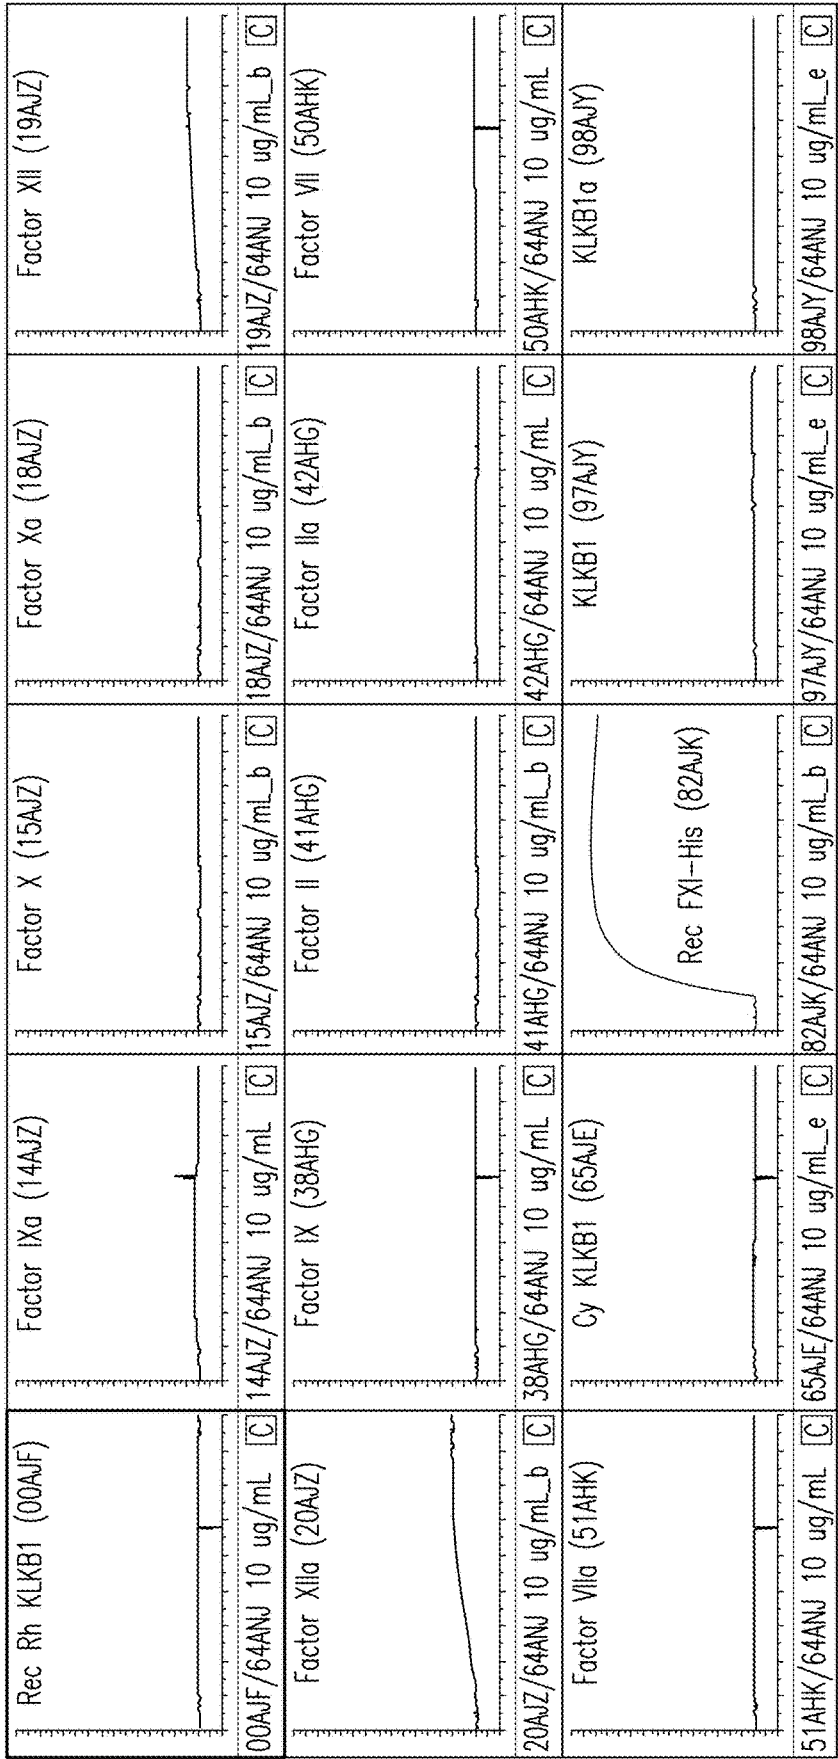 Rec Rh KLKB1 (00AJF)
00AJF/64ANJ 10 ug/mL C
Factor IXa (14AJZ)
14AJZ/64ANJ 10 ug/mL C
Factor X (15AJZ)
15AJZ/64ANJ 10 ug/mL_b C
Factor Xa (18AJZ)
18AJZ/64ANJ 10 ug/mL_b C
Factor XII (19AJZ)
19AJZ/64ANJ 10 ug/mL_b C
Factor XIIa (20AJZ)
20AJZ/64ANJ 10 ug/mL_b C
Factor IX (38AHG)
38AHG/64ANJ 10 ug/mL C
Factor II (41AHG)
41AHG/64ANJ 10 ug/mL_b C
Factor IIa (42AHG)
42AHG/64ANJ 10 ug/mL C
Factor VII (50AHK)
50AHK/64ANJ 10 ug/mL C
Factor VIIa (51AHK)
51AHK/64ANJ 10 ug/mL C
Cy KLKB1 (65AJE)
65AJE/64ANJ 10 ug/mL_e C
Rec FXI-His (82AJK)
82AJK/64ANJ 10 ug/mL_b C
KLKB1 (97AJY)
97AJY/64ANJ 10 ug/mL_e C
KLKB1a (98AJY)
98AJY/64ANJ 10 ug/mL_e C